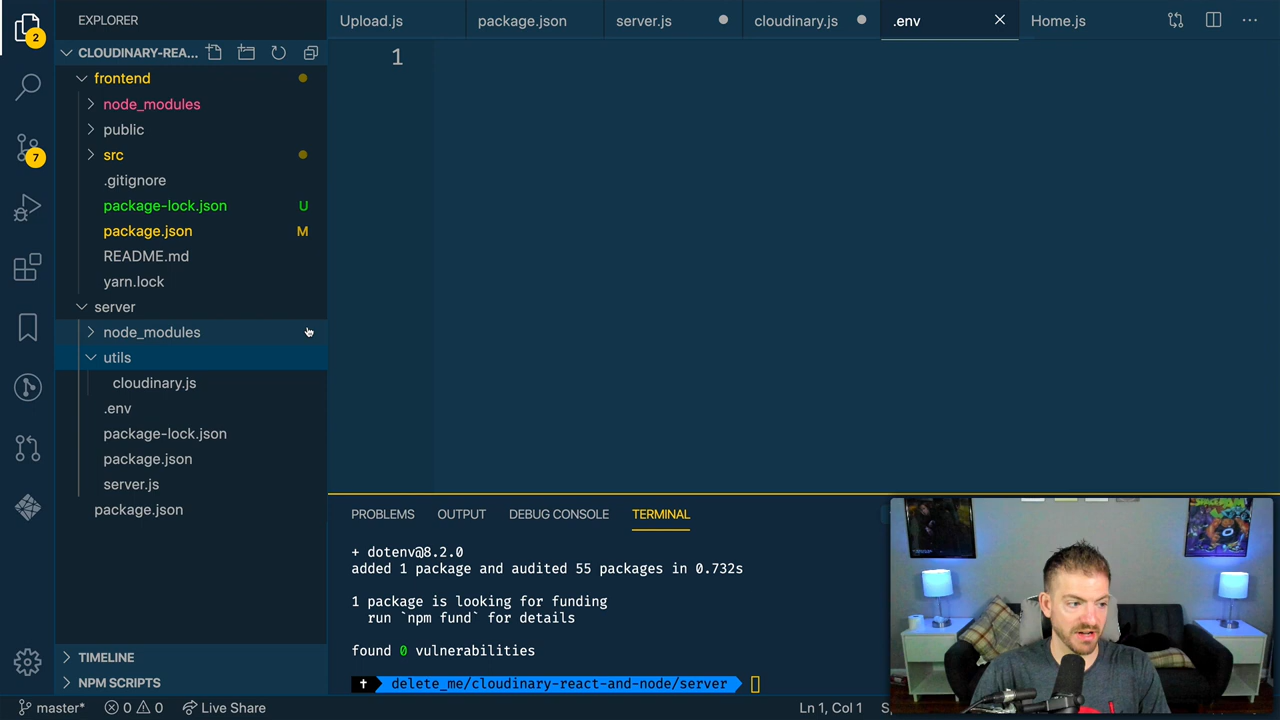 EXPLORER
Upload.js
package.json
server.js
cloudinary.js
.env
Home.js
2
CLOUDINARY-REA...
1
frontend
node_modules
public
src
7
.gitignore
package-lock.json U
package.json M
README.md
yarn.lock
server
node_modules
utils
cloudinary.js
.env
package-lock.json
package.json
server.js
package.json
PROBLEMS OUTPUT DEBUG CONSOLE TERMINAL
+ dotenv@8.2.0
added 1 package and audited 55 packages in 0.732s
1 package is looking for funding
run `npm fund` for details
found 0 vulnerabilities
delete_me/cloudinary-react-and-node/server
TIMELINE
NPM SCRIPTS
master* 0 0 Live Share
Ln 1, Col 1